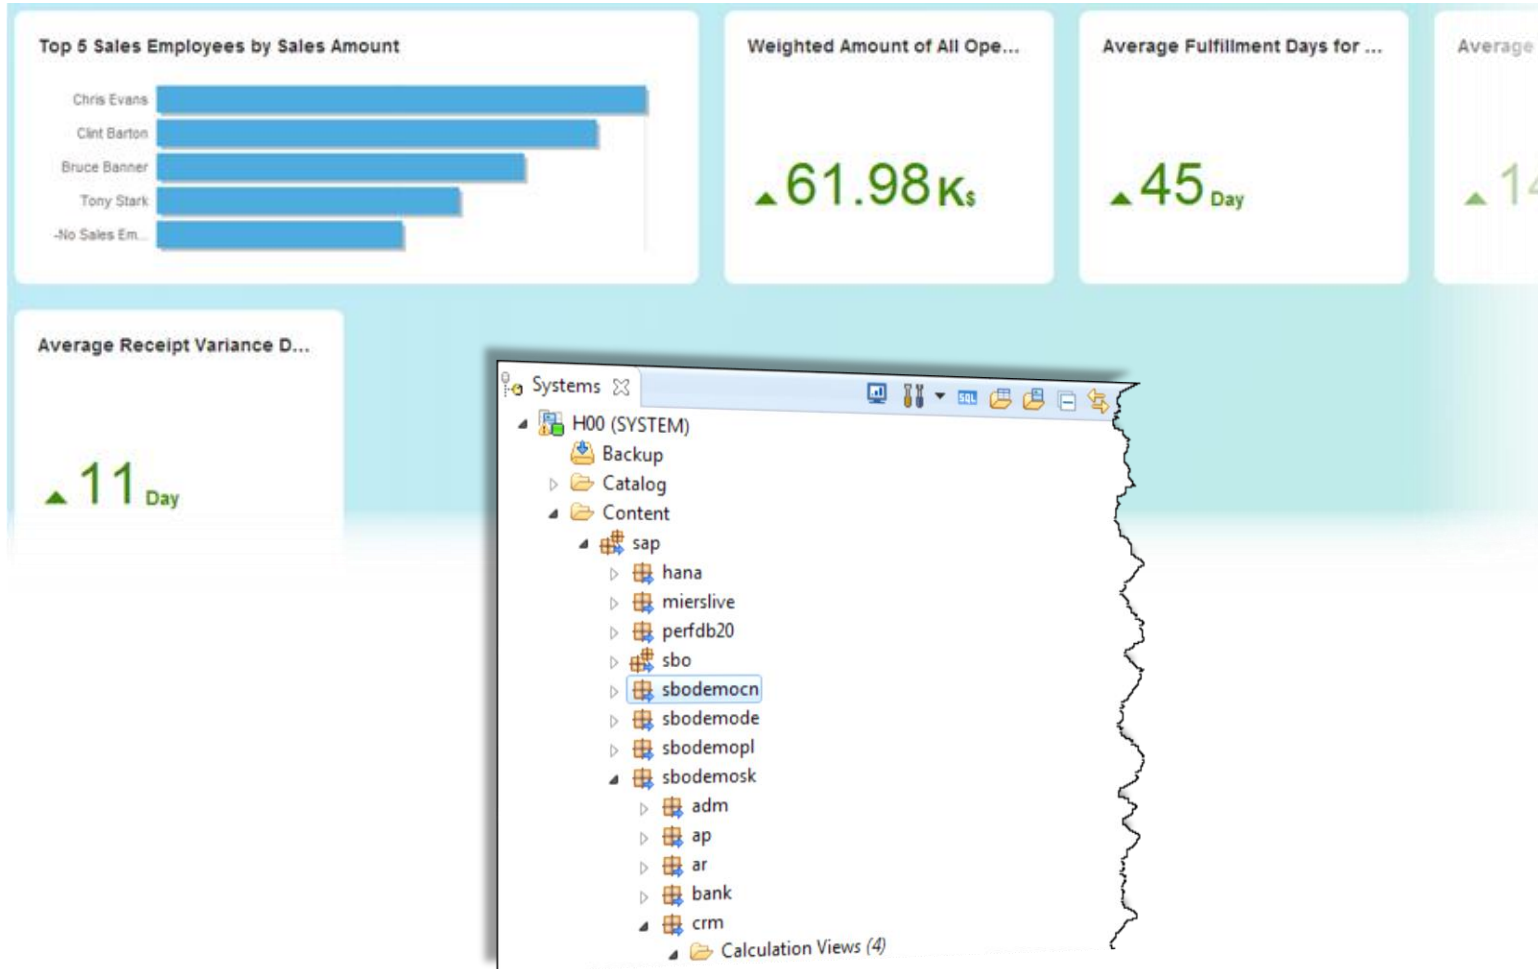 Top 5 Sales Employees by Sales Amount
Chris Evans
Clint Barton
Bruce Banner
Tony Stark
-No Sales Em...
Weighted Amount of All Ope...
61.98 K$
Average Fulfillment Days for ...
45 Day
Average
14
Average Receipt Variance D...
11 Day
Systems
SQL
H00 (SYSTEM)
Backup
Catalog
Content
sap
hana
mierslive
perfdb20
sbo
sbodemocn
sbodemode
sbodemopl
sbodemosk
adm
ap
ar
bank
crm
Calculation Views (4)